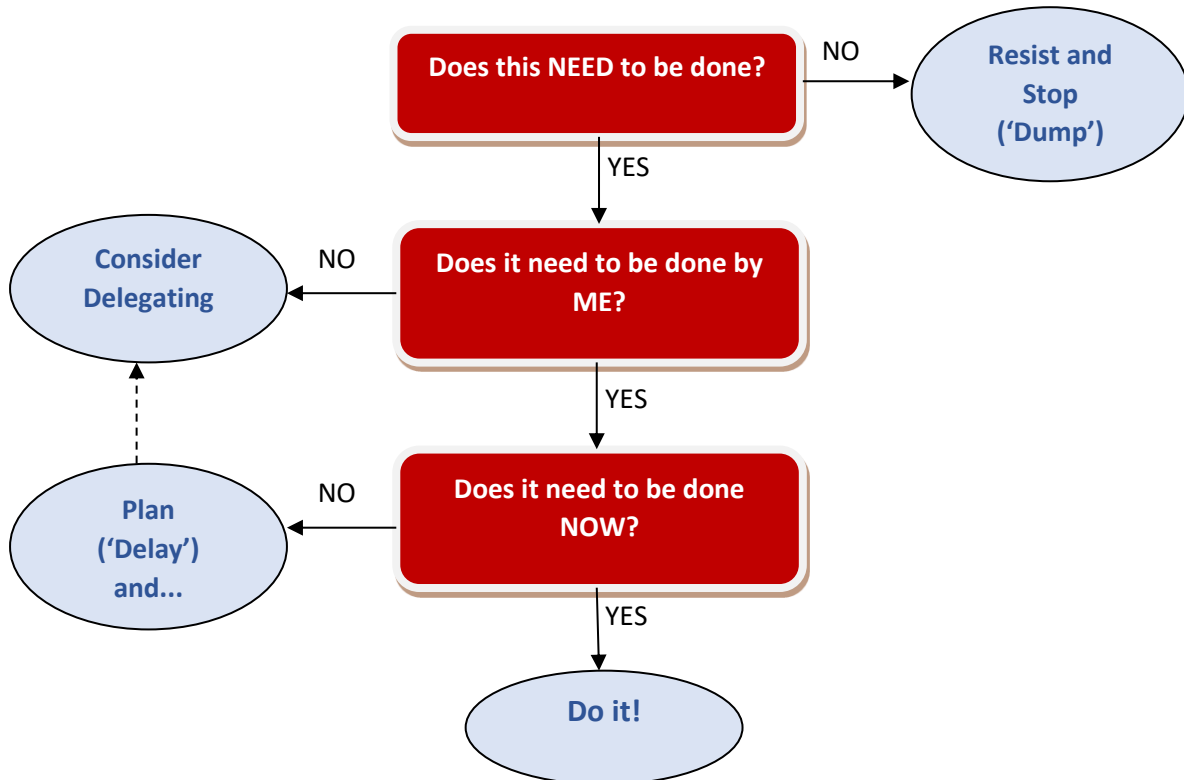 Does this NEED to be done?
NO
Resist and
Stop
(‘Dump’)
YES
Consider
Delegating
NO
Does it need to be done by
ME?
YES
Plan
(‘Delay’)
and...
NO
Does it need to be done
NOW?
YES
Do it!